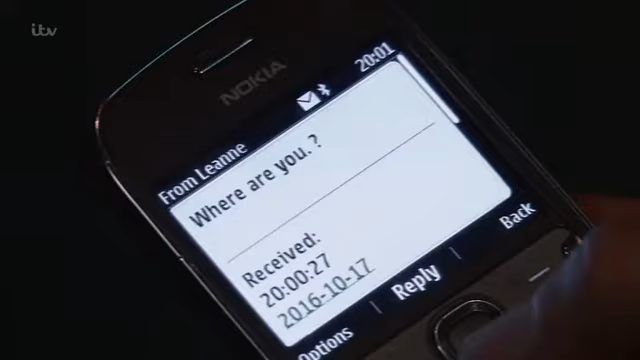 itv
NOKIA
20:01
From Leanne
Where are you.?
Received:
20:00:27
2016-10-17
Options
Reply
Back